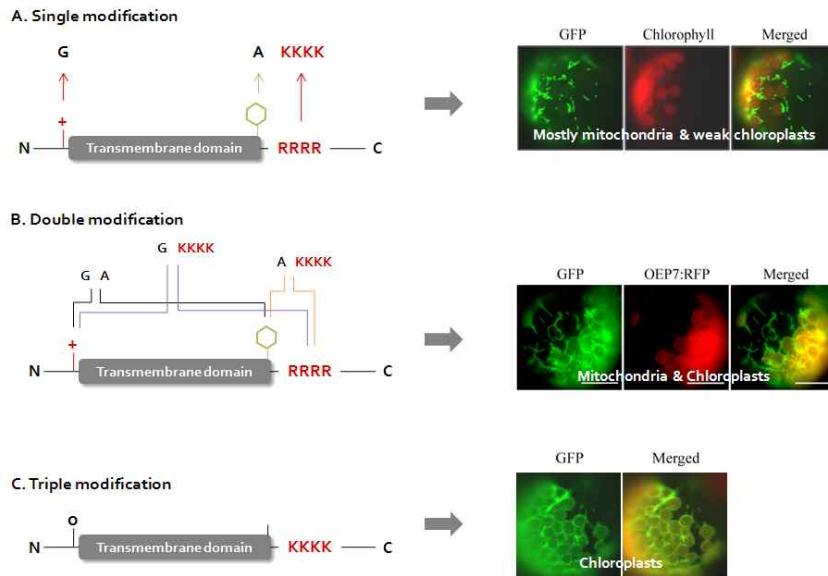 A. Single modification
G A KKKK
GFP Chlorophyll Merged
+
N Transmembrane domain RRRR C
Mostly mitochondria & weak chloroplasts
B. Double modification
G KKKK
A KKKK
G A
GFP OEP7:RFP Merged
+
N Transmembrane domain RRRR C
Mitochondria & Chloroplasts
C. Triple modification
GFP Merged
o
N Transmembrane domain KKKK C
Chloroplasts